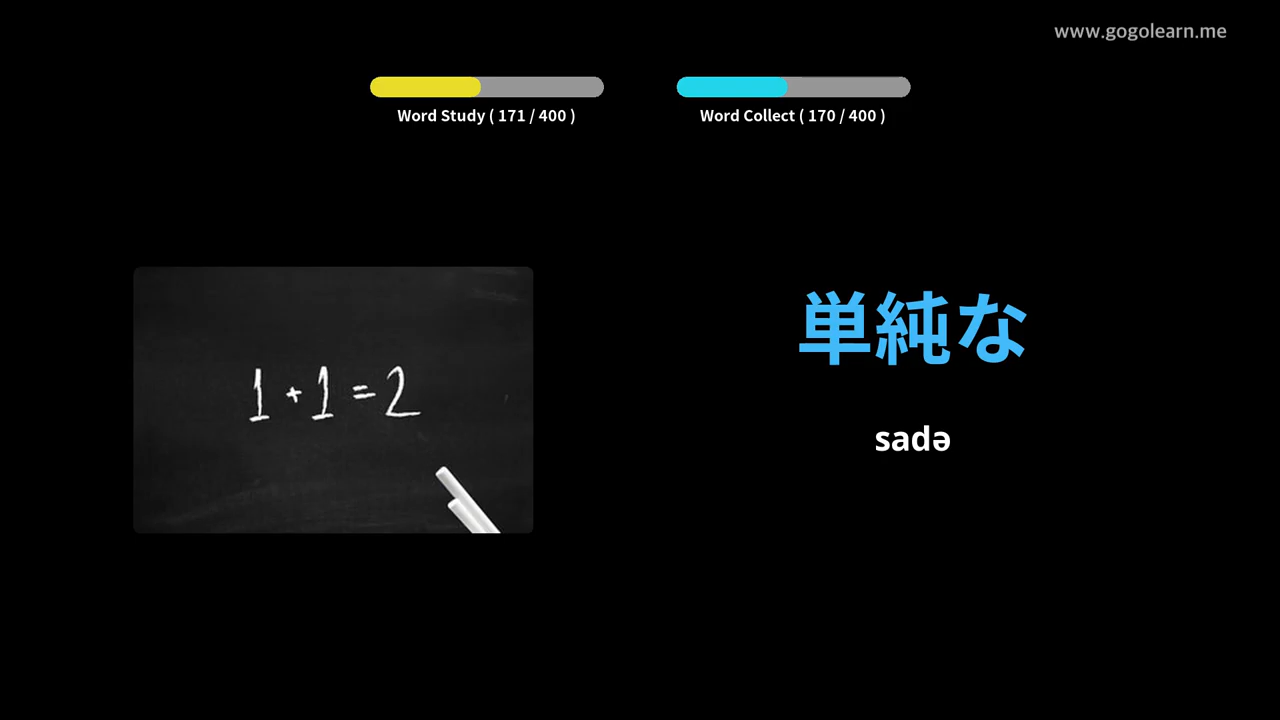 www.gogolearn.me
Word Study ( 171 / 400 )
Word Collect ( 170 / 400 )
1 + 1 = 2
単純な
sadə